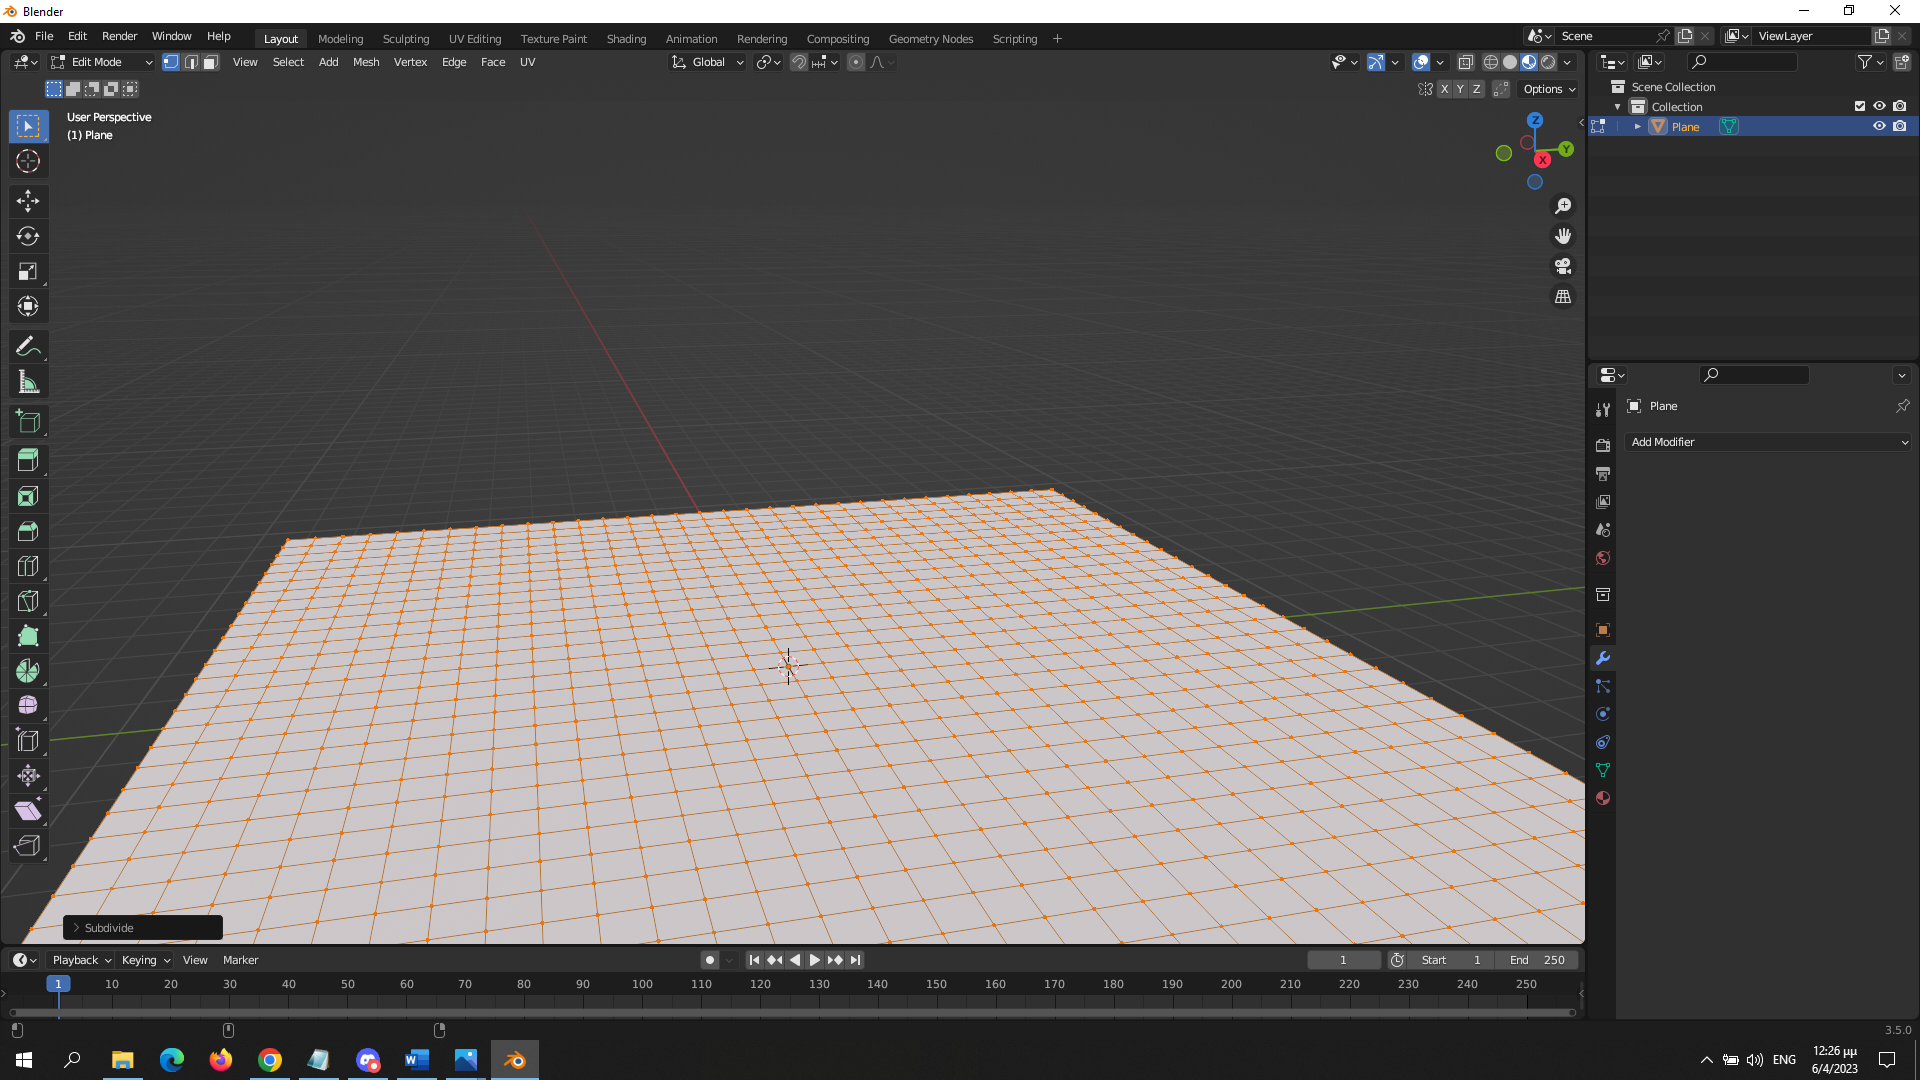 Blender
File Edit Render Window Help Layout Modeling Sculpting UV Editing Texture Paint Shading Animation Rendering Compositing Geometry Nodes Scripting + Scene ViewLayer
Edit Mode View Select Add Mesh Vertex Edge Face UV Global
X Y Z Options
Scene Collection
Collection
Plane
User Perspective
(1) Plane
Z
Y
X
Plane
Add Modifier
Subdivide
Playback Keying View Marker 1 Start 1 End 250
1 10 20 30 40 50 60 70 80 90 100 110 120 130 140 150 160 170 180 190 200 210 220 230 240 250
3.5.0
ENG 12:26 μμ
6/4/2023